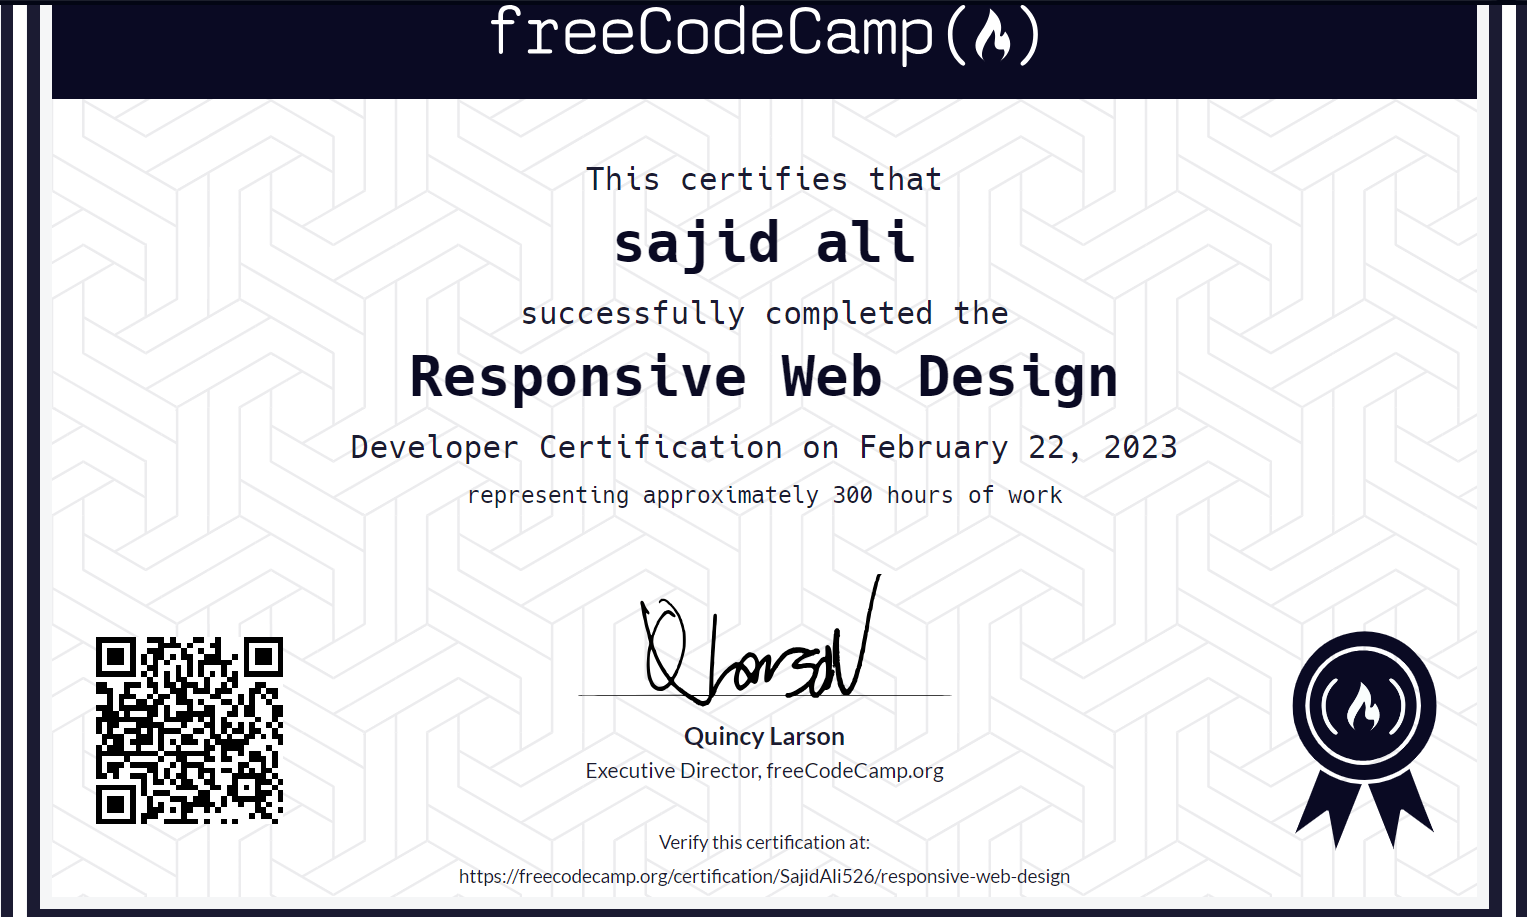 freeCodeCamp
This certifies that
sajid ali
successfully completed the
Responsive Web Design
Developer Certification on February 22, 2023
representing approximately 300 hours of work
Quincy Larson
Executive Director, freeCodeCamp.org
Verify this certification at:
https://freecodecamp.org/certification/SajidAli526/responsive-web-design